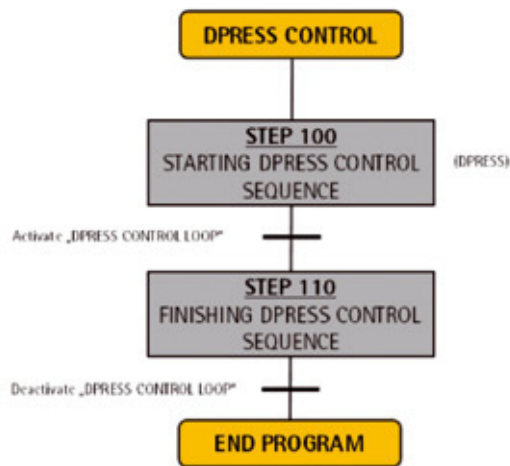 DPRESS CONTROL
STEP 100
STARTING DPRESS CONTROL
SEQUENCE
(DPRESS)
Activate „DPRESS CONTROL LOOP"
STEP 110
FINISHING DPRESS CONTROL
SEQUENCE
Deactivate „DPRESS CONTROL LOOP"
END PROGRAM